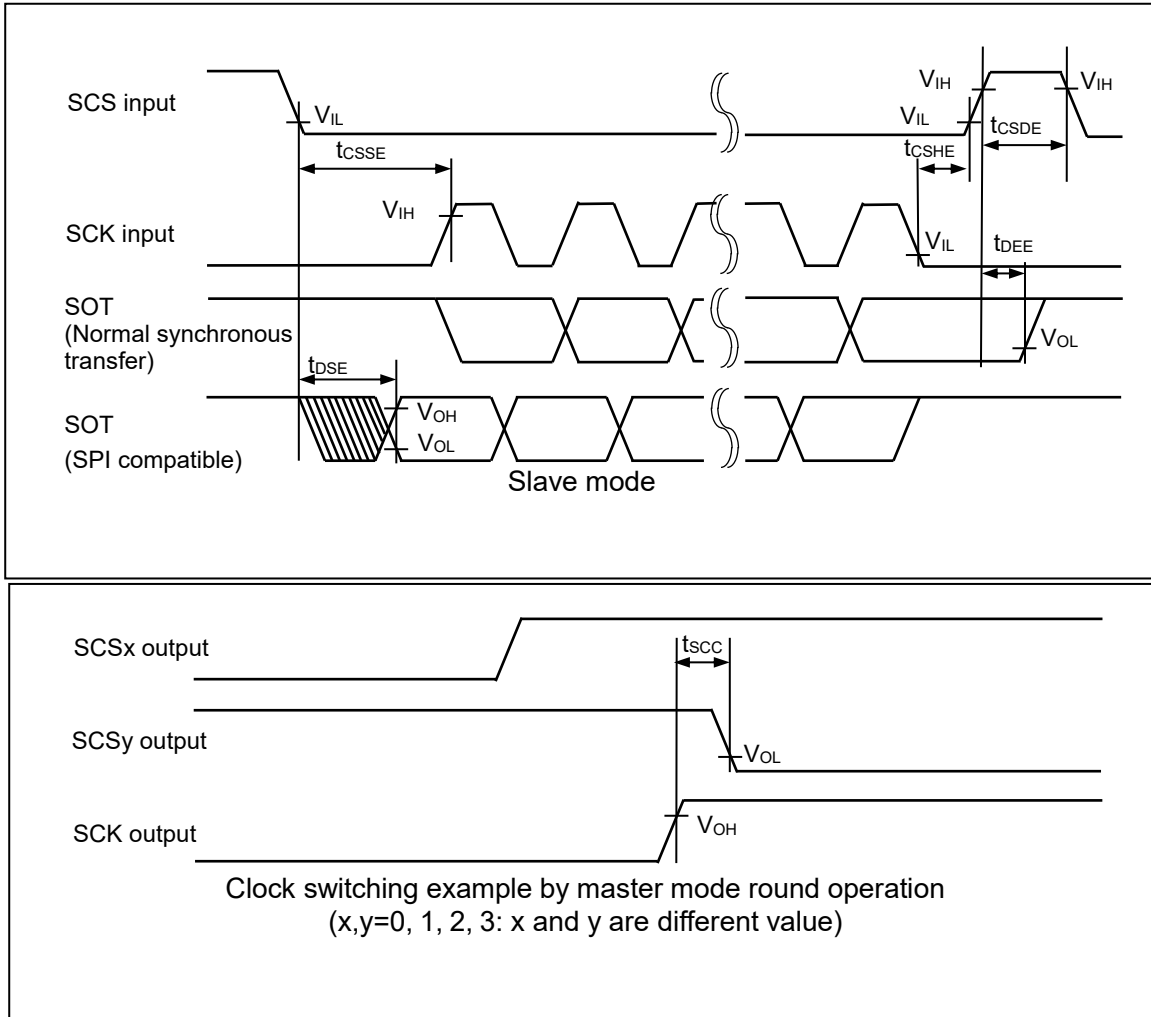 SCS input
VIL
VIH
VIL
VIH
tCSSE
tCSHE
tCSDE
SCK input
VIH
VIL
tDEE
SOT
(Normal synchronous
transfer)
VOL
tDSE
SOT
(SPI compatible)
VOH
VOL
Slave mode
SCSx output
tSCC
SCSy output
VOL
SCK output
VOH
Clock switching example by master mode round operation
(x,y=0, 1, 2, 3: x and y are different value)